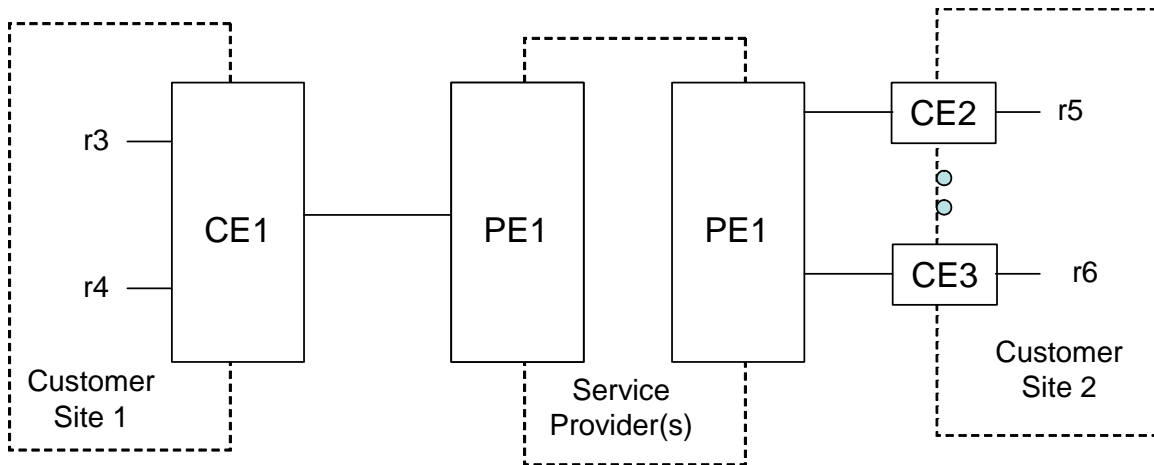 r3
r4
CE1
Customer
Site 1
PE1
Service
Provider(s)
PE1
CE2
r5
CE3
r6
Customer
Site 2